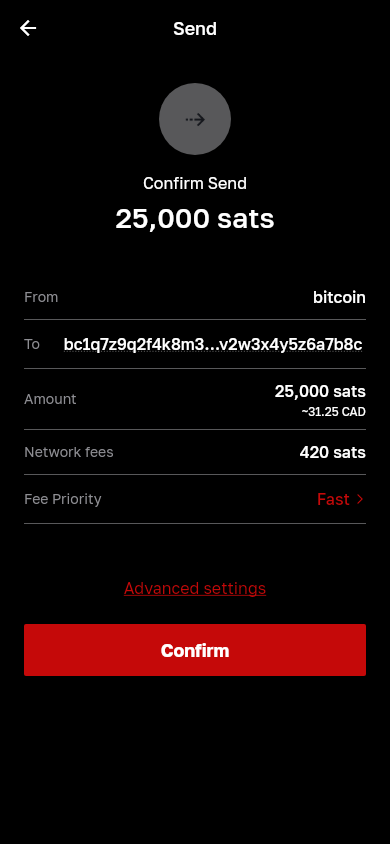 Send
Confirm Send
25,000 sats
From bitcoin
To bc1q7z9q2f4k8m3...v2w3x4y5z6a7b8c
Amount 25,000 sats
~31.25 CAD
Network fees 420 sats
Fee Priority Fast
Advanced settings
Confirm